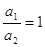 a₁/a₂ = 1